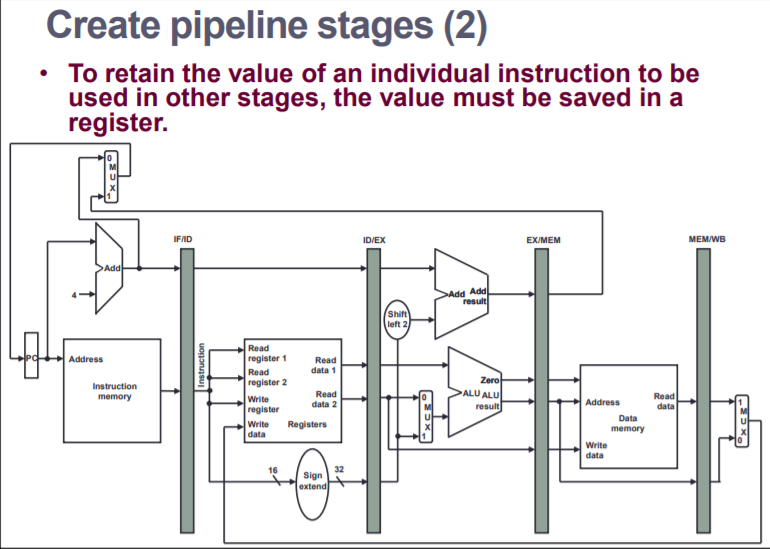 Create pipeline stages (2)
• To retain the value of an individual instruction to be
used in other stages, the value must be saved in a
register.
0
M
U
X
1
IF/ID
ID/EX
EX/MEM
MEM/WB
Add
4
Add Add
result
Shift
left 2
PC
Address
Instruction
memory
Instruction
Read
register 1
Read
register 2
Write
register
Write
data
Registers
Read
data 1
Read
data 2
0
M
U
X
1
Zero
ALU ALU
result
Address
Read
data
Data
memory
Write
data
1
M
U
X
0
16
Sign
extend
32